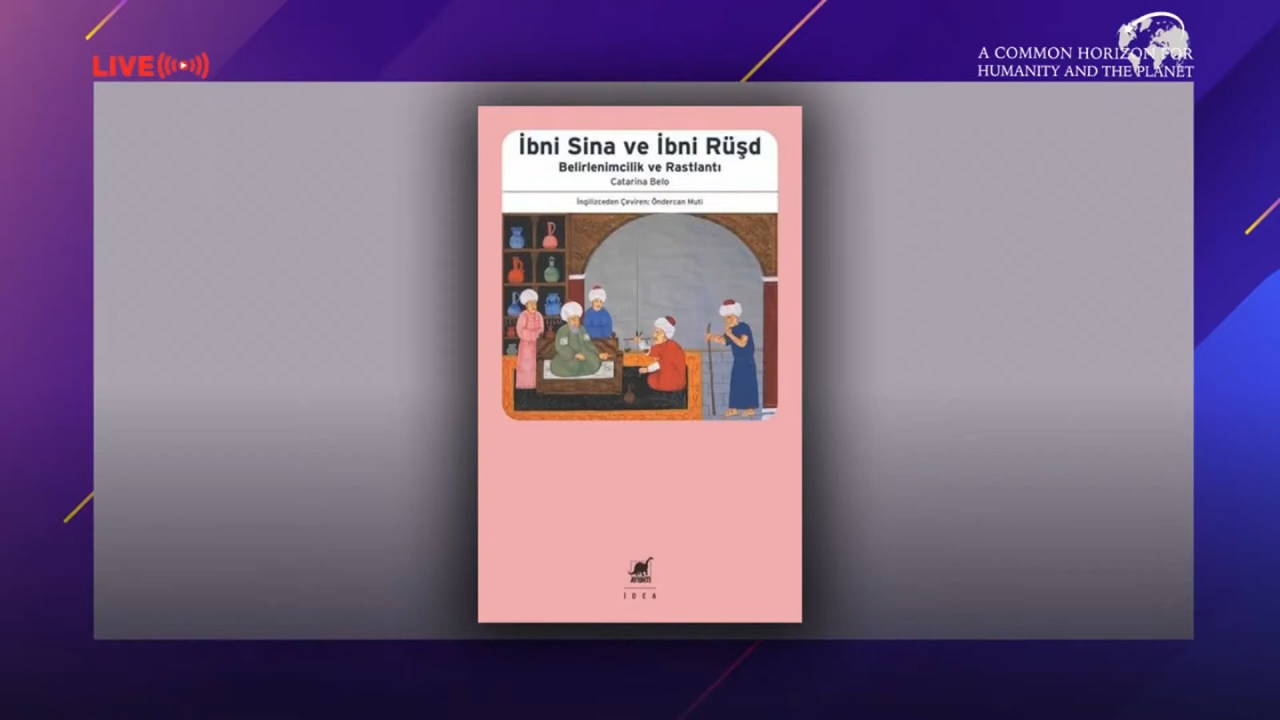 LIVE
A COMMON HORIZON FOR
HUMANITY AND THE PLANET
İbni Sina ve İbni Rüşd
Belirlenimcilik ve Rastlantı
Catarina Belo
İngilizceden Çeviren: Öndercan Muti
AYRINTI
İDEA